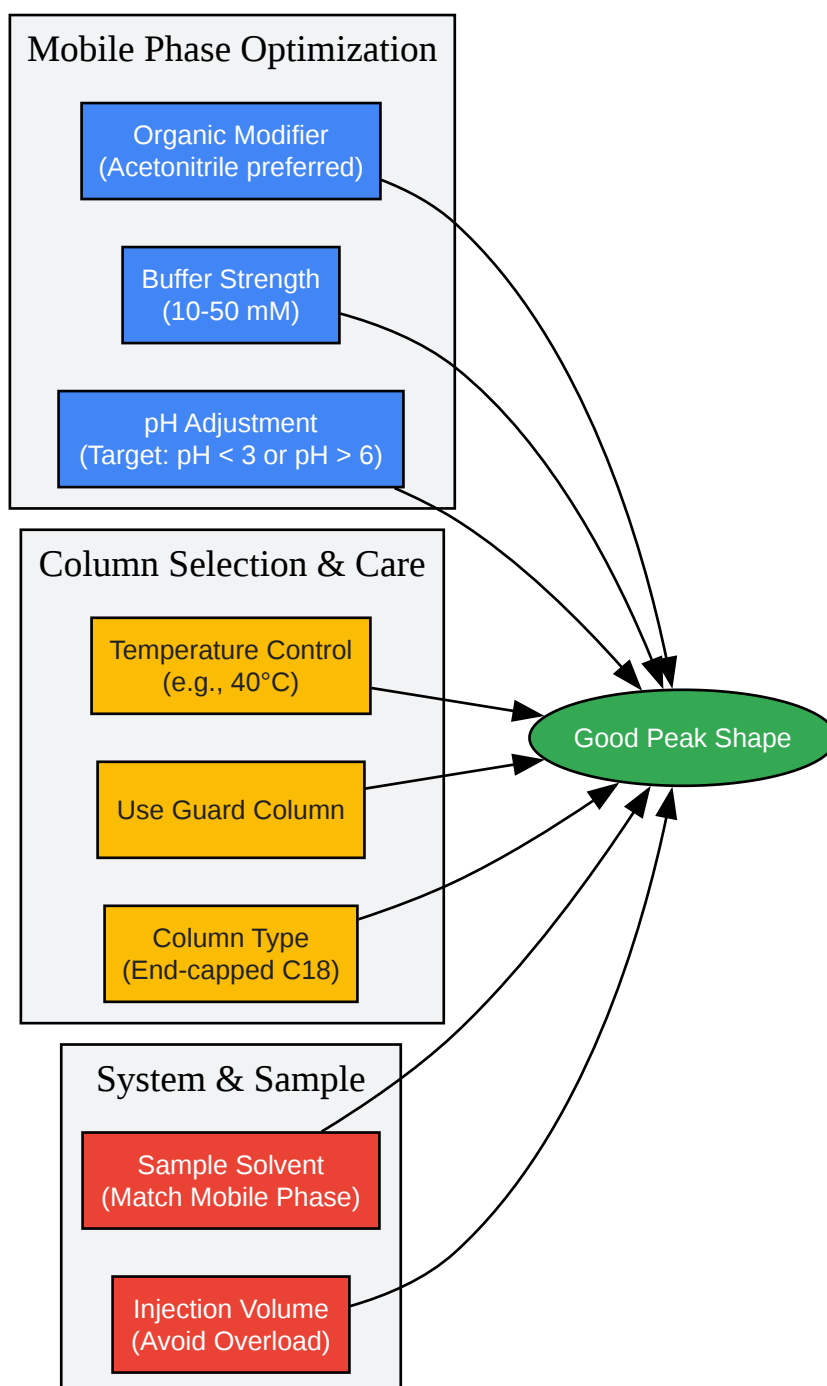 Mobile Phase Optimization
Organic Modifier
(Acetonitrile preferred)
Buffer Strength
(10-50 mM)
pH Adjustment
(Target: pH < 3 or pH > 6)
Column Selection & Care
Temperature Control
(e.g., 40°C)
Use Guard Column
Column Type
(End-capped C18)
System & Sample
Sample Solvent
(Match Mobile Phase)
Injection Volume
(Avoid Overload)
Good Peak Shape